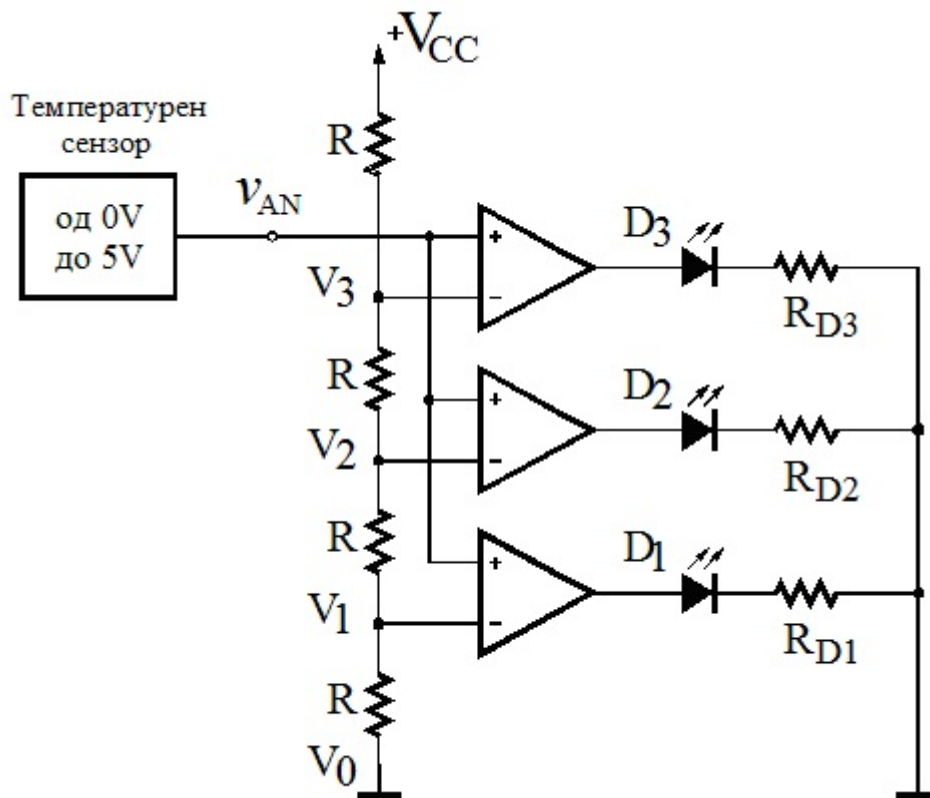 +VCC
Температурен
сензор
R
од 0V
до 5V
vAN
+
D3
V3
−
RD3
R
D2
+
V2
−
RD2
R
D1
+
V1
−
RD1
R
V0